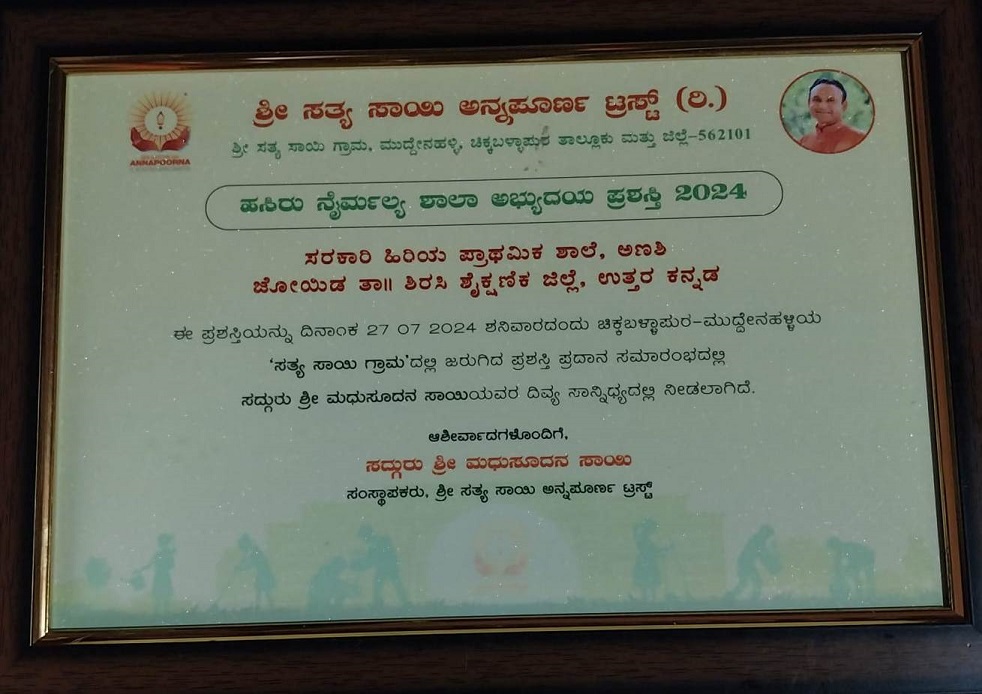 ಶ್ರೀ ಸತ್ಯ ಸಾಯಿ ಅನ್ನಪೂರ್ಣ ಟ್ರಸ್ಟ್ (ರಿ.)
ಶ್ರೀ ಸತ್ಯ ಸಾಯಿ ಗ್ರಾಮ, ಮುದ್ದೇನಹಳ್ಳಿ, ಚಿಕ್ಕಬಳ್ಳಾಪುರ ತಾಲ್ಲೂಕು ಮತ್ತು ಜಿಲ್ಲೆ-562101
ANNAPOORNA
ಹಸಿರು ನೈರ್ಮಲ್ಯ ಶಾಲಾ ಅಭ್ಯುದಯ ಪ್ರಶಸ್ತಿ 2024
ಸರಕಾರಿ ಹಿರಿಯ ಪ್ರಾಥಮಿಕ ಶಾಲೆ, ಅಣಶಿ
ಜೋಯಿಡ ತಾ॥ ಶಿರಸಿ ಶೈಕ್ಷಣಿಕ ಜಿಲ್ಲೆ, ಉತ್ತರ ಕನ್ನಡ
ಈ ಪ್ರಶಸ್ತಿಯನ್ನು ದಿನಾಂಕ 27 07 2024 ಶನಿವಾರದಂದು ಚಿಕ್ಕಬಳ್ಳಾಪುರ-ಮುದ್ದೇನಹಳ್ಳಿಯ
'ಸತ್ಯ ಸಾಯಿ ಗ್ರಾಮ'ದಲ್ಲಿ ಜರುಗಿದ ಪ್ರಶಸ್ತಿ ಪ್ರದಾನ ಸಮಾರಂಭದಲ್ಲಿ
ಸದ್ಗುರು ಶ್ರೀ ಮಧುಸೂದನ ಸಾಯಿಯವರ ದಿವ್ಯ ಸಾನ್ನಿಧ್ಯದಲ್ಲಿ ನೀಡಲಾಗಿದೆ.
ಆಶೀರ್ವಾದಗಳೊಂದಿಗೆ,
ಸದ್ಗುರು ಶ್ರೀ ಮಧುಸೂದನ ಸಾಯಿ
ಸಂಸ್ಥಾಪಕರು, ಶ್ರೀ ಸತ್ಯ ಸಾಯಿ ಅನ್ನಪೂರ್ಣ ಟ್ರಸ್ಟ್